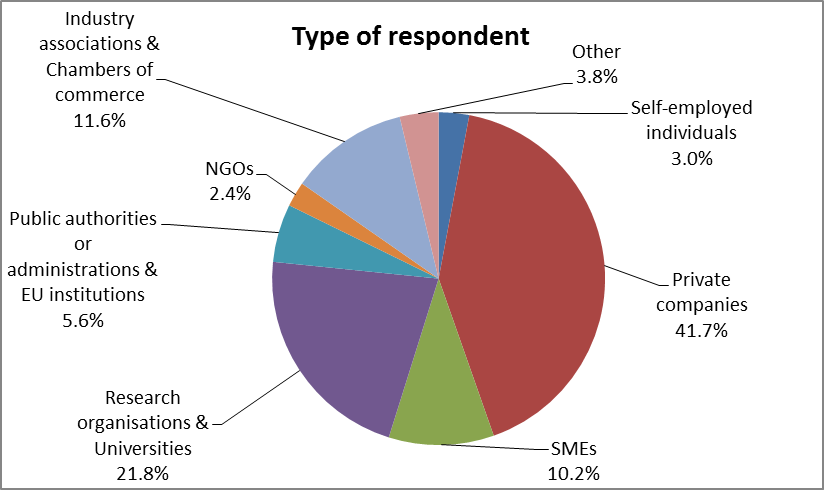 Type of respondent
Industry
associations &
Chambers of
commerce
11.6%
Other
3.8%
Self-employed
individuals
3.0%
NGOs
2.4%
Public authorities
or
administrations &
EU institutions
5.6%
Private
companies
41.7%
Research
organisations &
Universities
21.8%
SMEs
10.2%